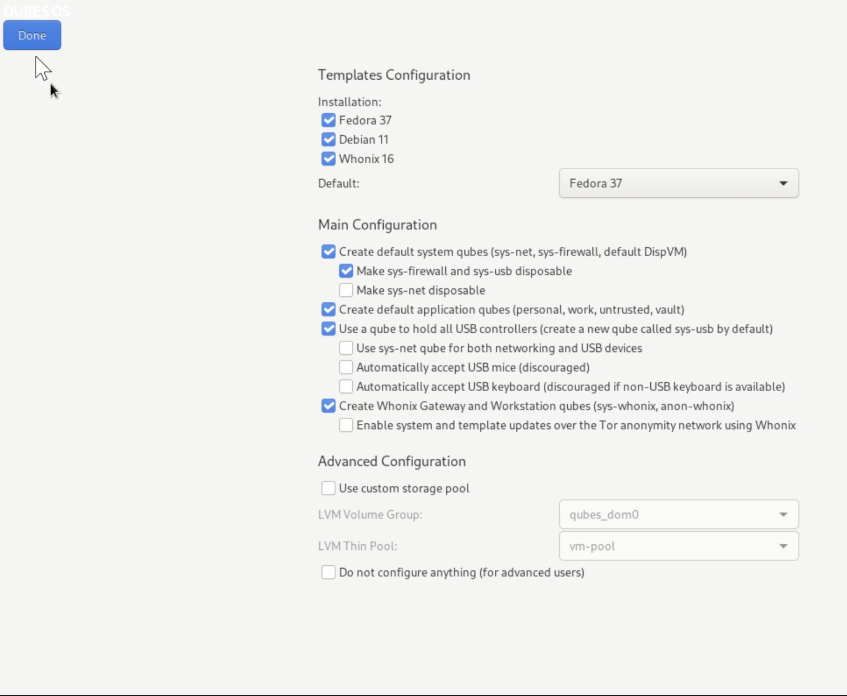 QUBES OS
Done
Templates Configuration
Installation:
Fedora 37
Debian 11
Whonix 16
Default:
Fedora 37
Main Configuration
Create default system qubes (sys-net, sys-firewall, default DispVM)
Make sys-firewall and sys-usb disposable
Make sys-net disposable
Create default application qubes (personal, work, untrusted, vault)
Use a qube to hold all USB controllers (create a new qube called sys-usb by default)
Use sys-net qube for both networking and USB devices
Automatically accept USB mice (discouraged)
Automatically accept USB keyboard (discouraged if non-USB keyboard is available)
Create Whonix Gateway and Workstation qubes (sys-whonix, anon-whonix)
Enable system and template updates over the Tor anonymity network using Whonix
Advanced Configuration
Use custom storage pool
LVM Volume Group:
qubes_dom0
LVM Thin Pool:
vm-pool
Do not configure anything (for advanced users)